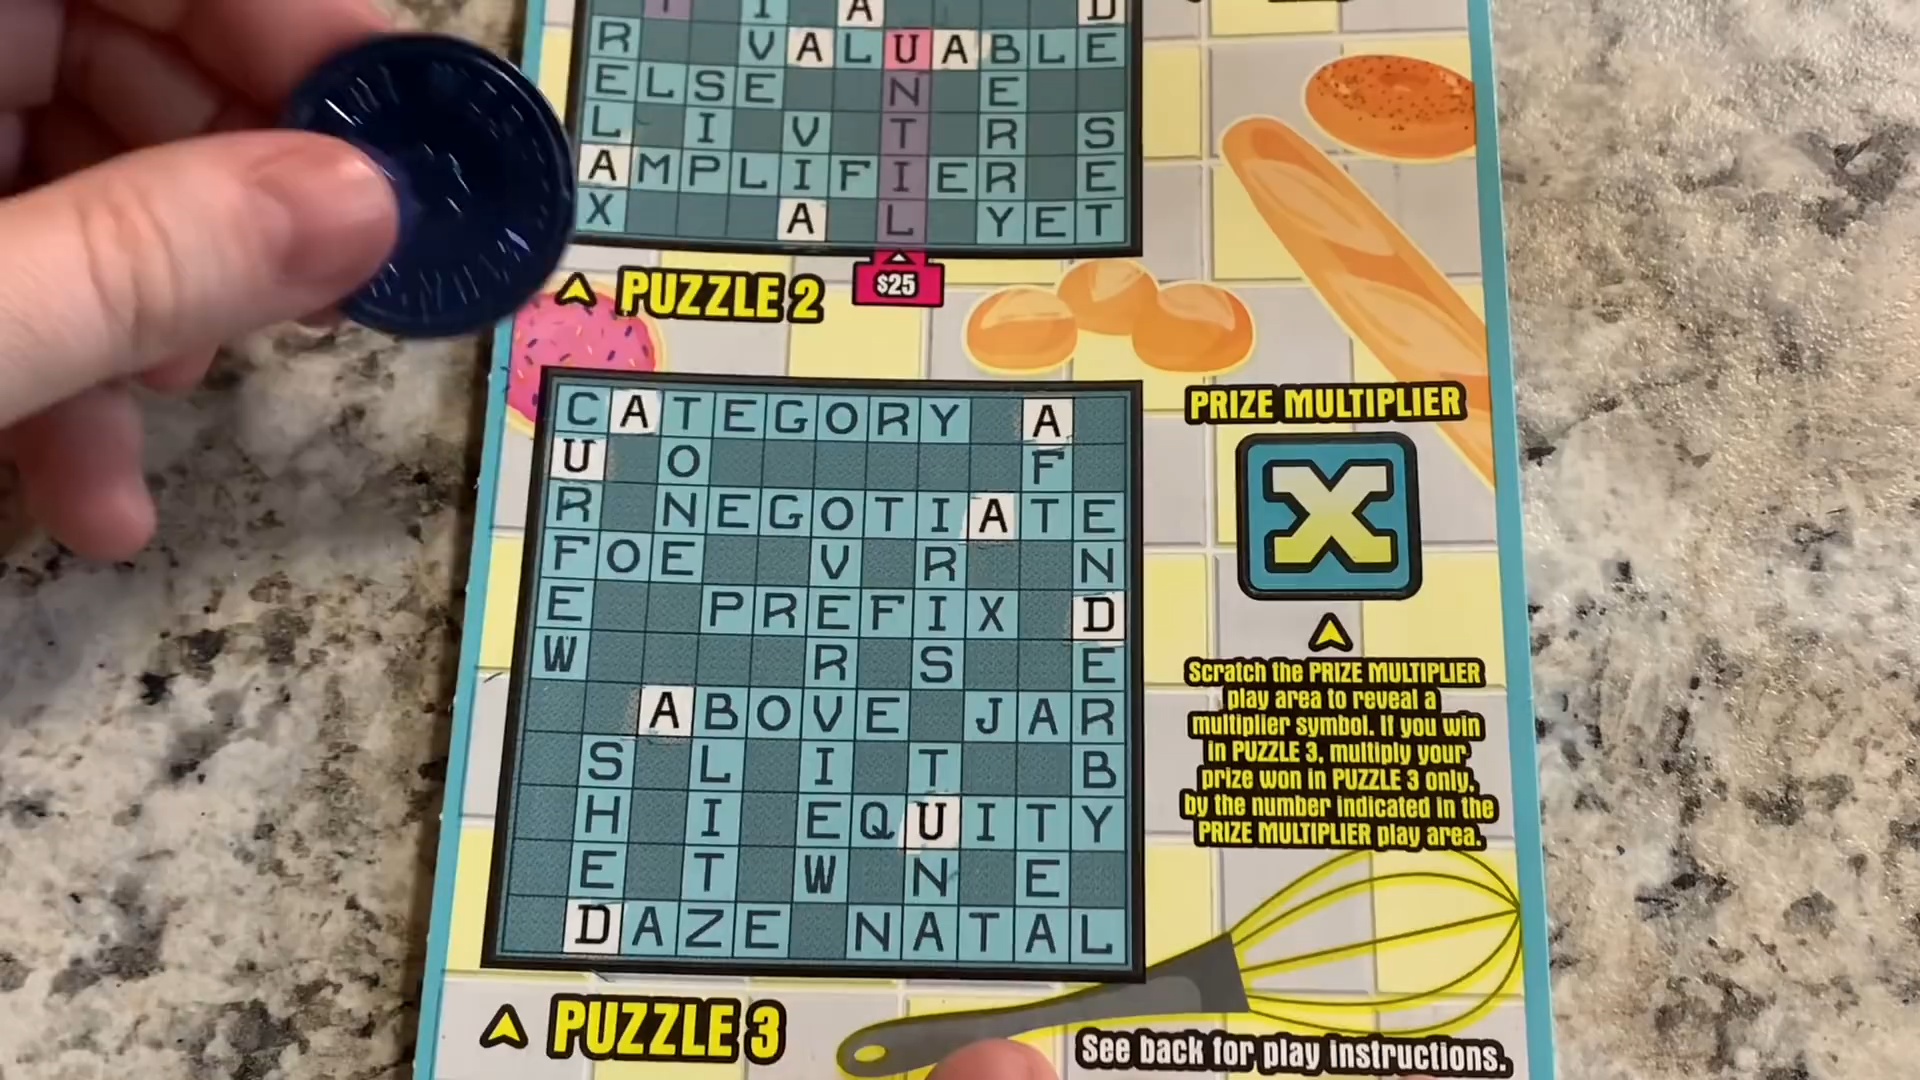 I A D
R VALUABLE
ELSE N E
L I V T R S
AMPLIFIER E
X A L YET
PUZZLE 2
$25
CATEGORY A
U O F
R NEGOTIATE
FOE V R N
E PREFIX D
W R S E
ABOVE JAR
S L I T B
H I EQUITY
E T W N E
DAZE NATAL
PUZZLE 3
PRIZE MULTIPLIER
X
Scratch the PRIZE MULTIPLIER
play area to reveal a
multiplier symbol. If you win
in PUZZLE 3, multiply your
prize won in PUZZLE 3 only,
by the number indicated in the
PRIZE MULTIPLIER play area.
See back for play instructions.